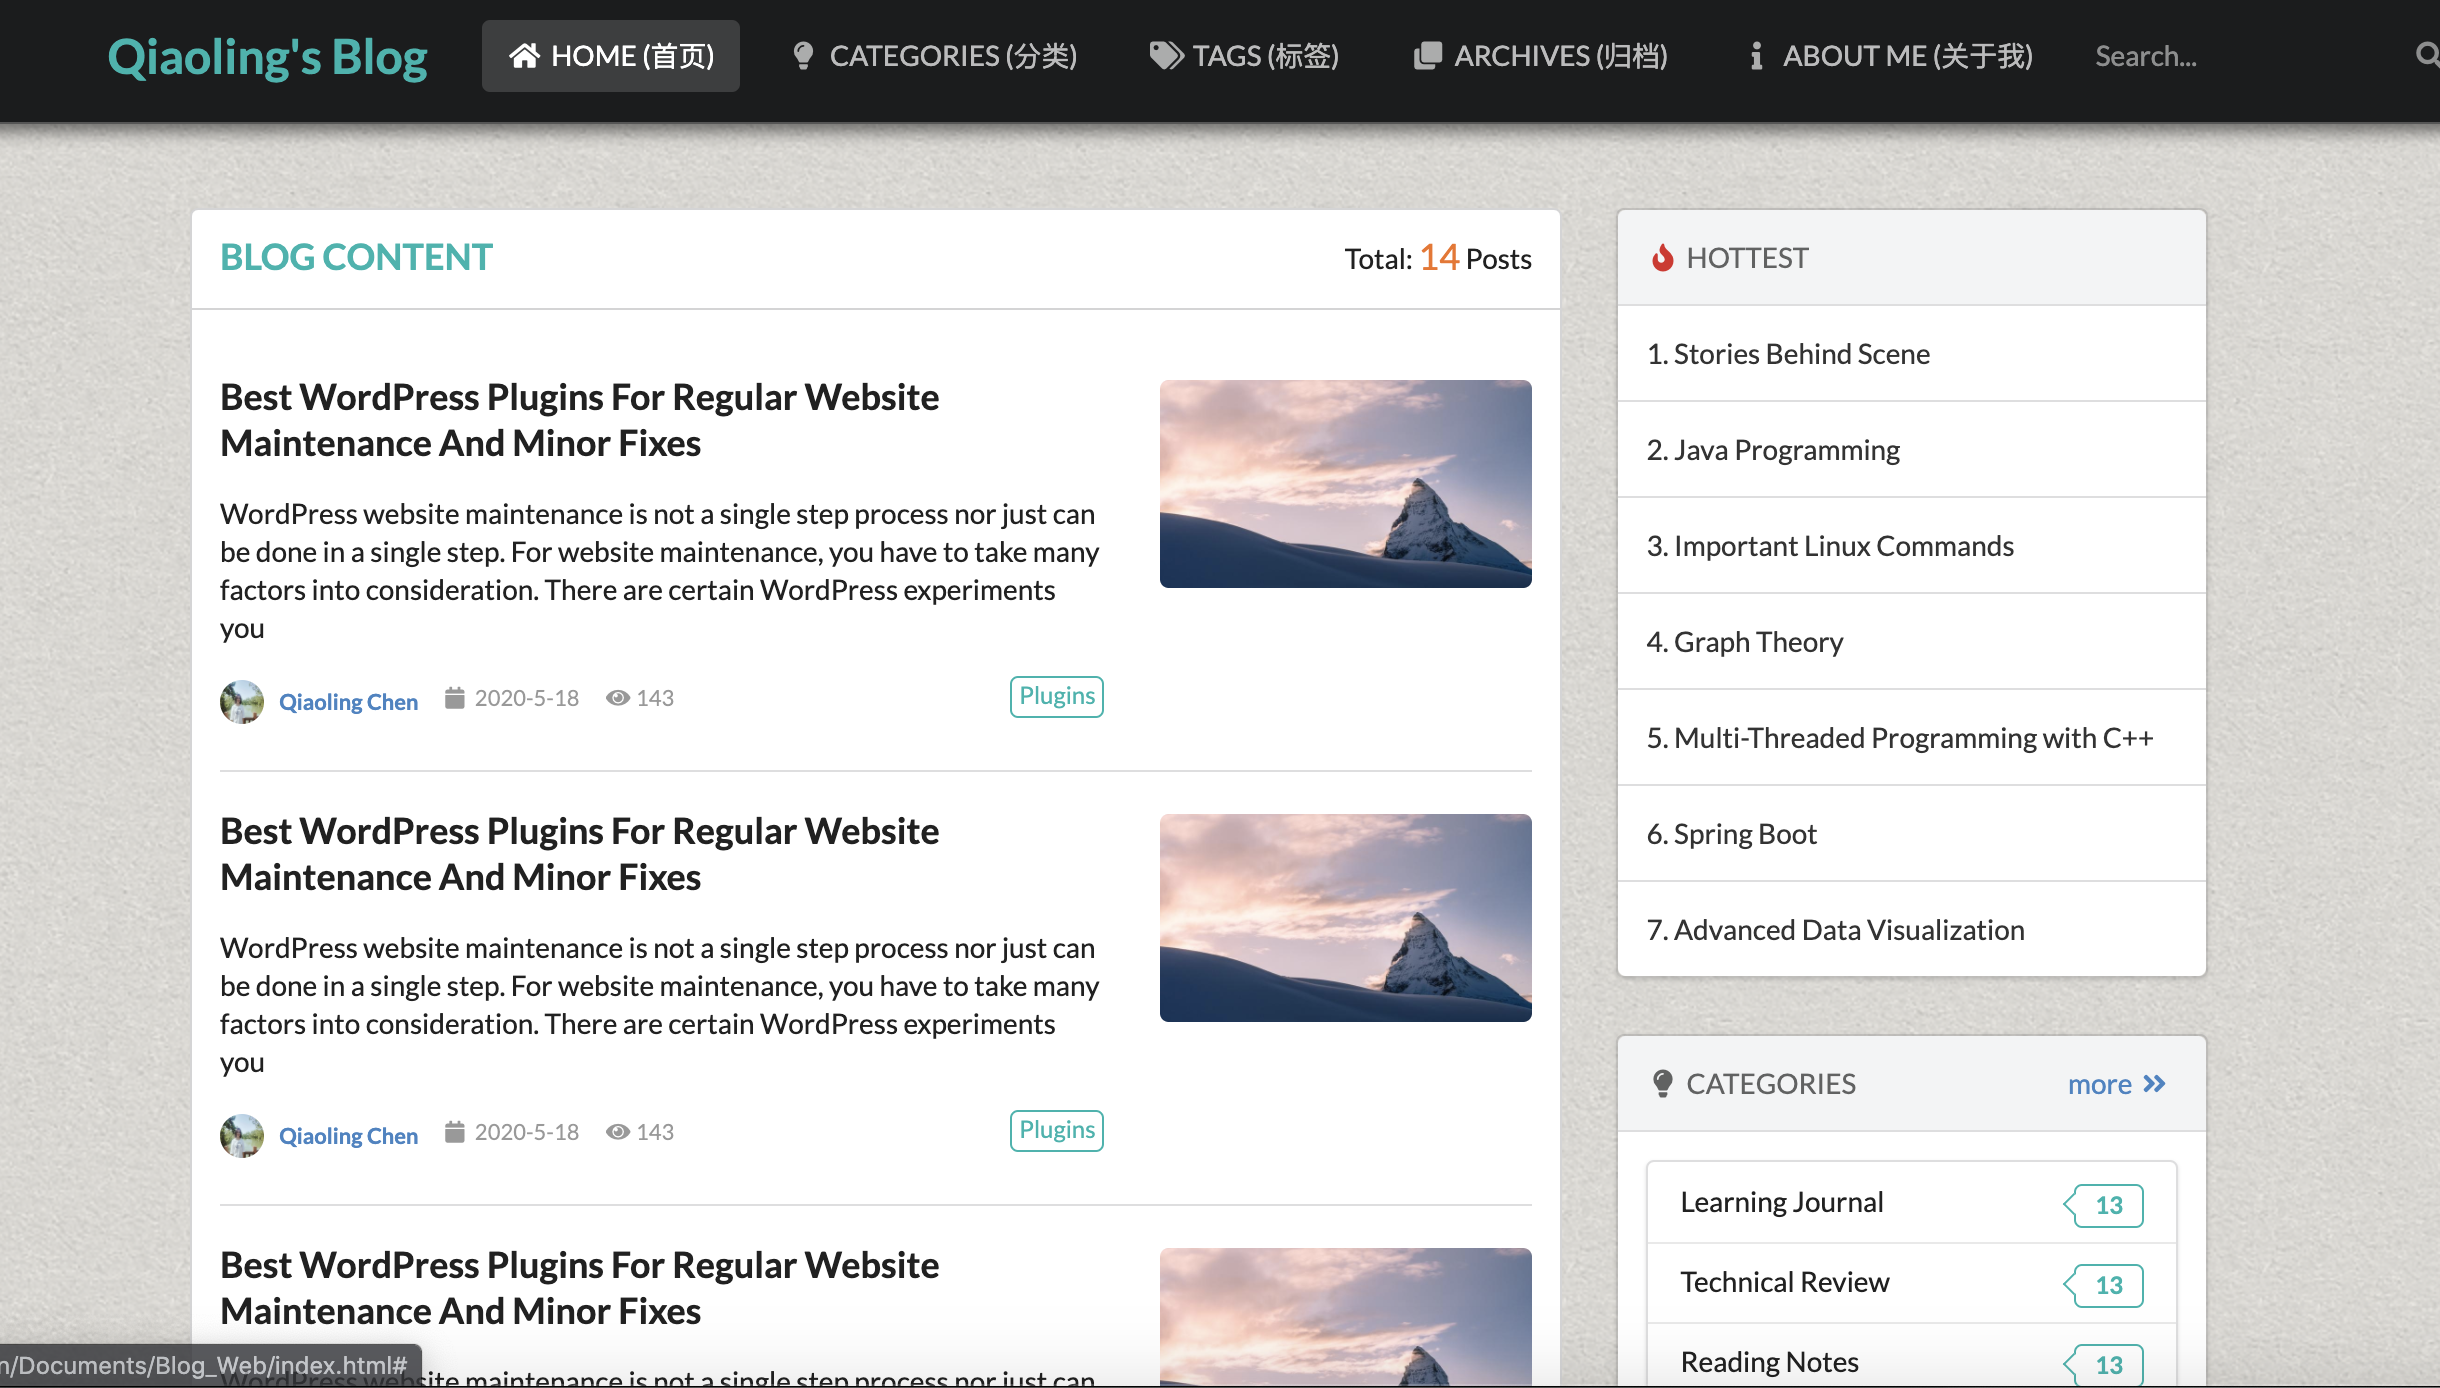 Qiaoling's Blog
HOME (首页)
CATEGORIES (分类)
TAGS (标签)
ARCHIVES (归档)
ABOUT ME (关于我)
Search...
BLOG CONTENT
Total: 14 Posts
Best WordPress Plugins For Regular Website
Maintenance And Minor Fixes
WordPress website maintenance is not a single step process nor just can
be done in a single step. For website maintenance, you have to take many
factors into consideration. There are certain WordPress experiments
you
Qiaoling Chen 2020-5-18 143 Plugins
Best WordPress Plugins For Regular Website
Maintenance And Minor Fixes
WordPress website maintenance is not a single step process nor just can
be done in a single step. For website maintenance, you have to take many
factors into consideration. There are certain WordPress experiments
you
Qiaoling Chen 2020-5-18 143 Plugins
Best WordPress Plugins For Regular Website
Maintenance And Minor Fixes
WordPress website maintenance is not a single step process nor just can
n/Documents/Blog_Web/index.html#
HOTTEST
1. Stories Behind Scene
2. Java Programming
3. Important Linux Commands
4. Graph Theory
5. Multi-Threaded Programming with C++
6. Spring Boot
7. Advanced Data Visualization
CATEGORIES more
Learning Journal 13
Technical Review 13
Reading Notes 13